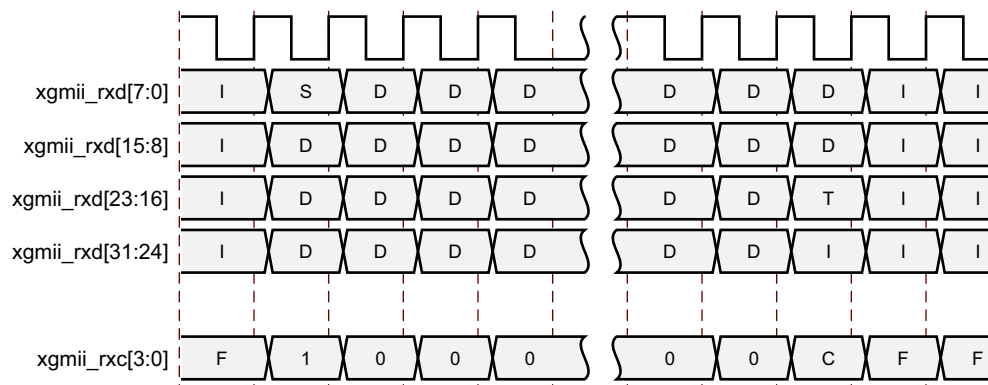 xgmii_rxd[7:0] I S D D D D D D I I
xgmii_rxd[15:8] I D D D D D D D I I
xgmii_rxd[23:16] I D D D D D D T I I
xgmii_rxd[31:24] I D D D D D D I I I
xgmii_rxc[3:0] F 1 0 0 0 0 0 C F F